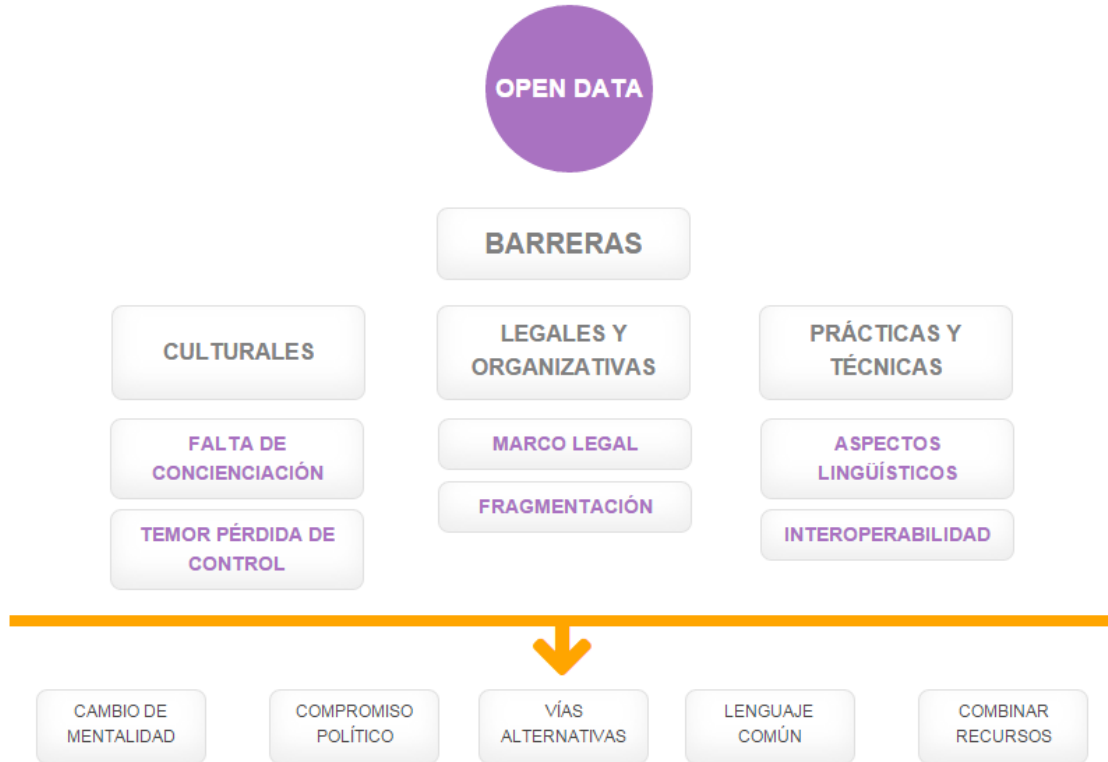 OPEN DATA
BARRERAS
CULTURALES
LEGALES Y
ORGANIZATIVAS
PRÁCTICAS Y
TÉCNICAS
FALTA DE
CONCIENCIACIÓN
MARCO LEGAL
ASPECTOS
LINGÜÍSTICOS
FRAGMENTACIÓN
TEMOR PÉRDIDA DE
CONTROL
INTEROPERABILIDAD
CAMBIO DE
MENTALIDAD
COMPROMISO
POLÍTICO
VÍAS
ALTERNATIVAS
LENGUAJE
COMÚN
COMBINAR
RECURSOS